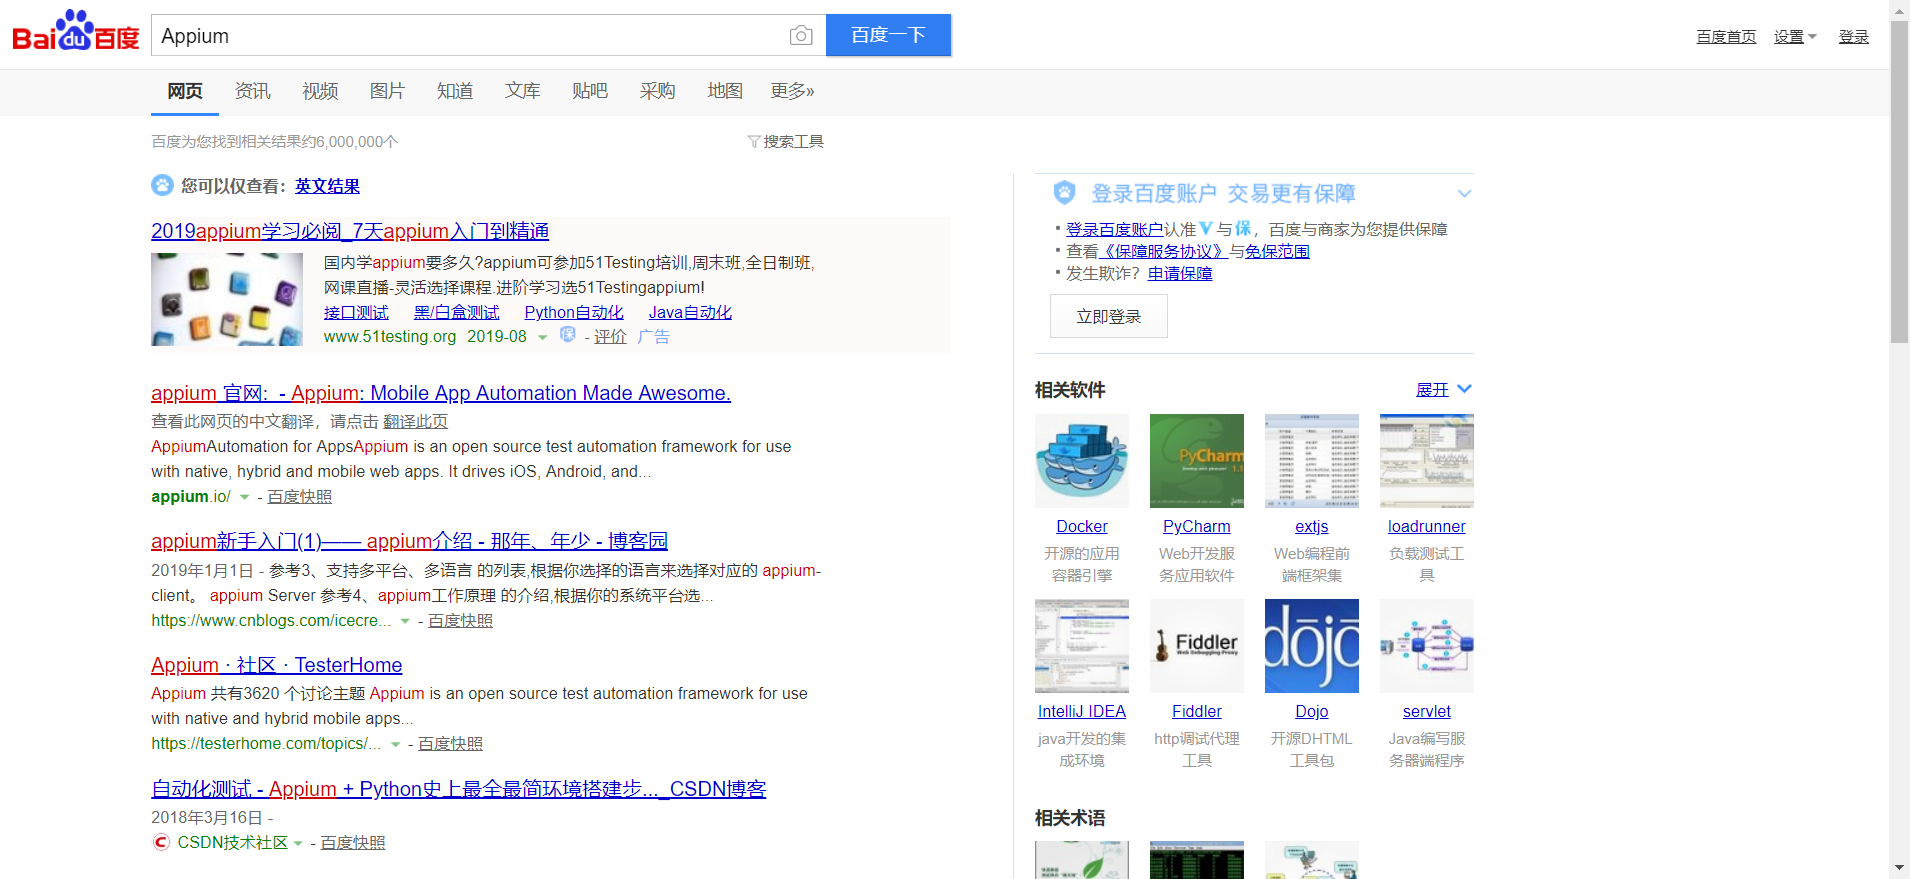 Baidu百度
Appium
百度一下
百度首页 设置 登录
网页 资讯 视频 图片 知道 文库 贴吧 采购 地图 更多»
百度为您找到相关结果约6,000,000个
搜索工具
您可以仅查看：英文结果
2019appium学习必阅_7天appium入门到精通
国内学appium要多久?appium可参加51Testing培训,周末班,全日制班,
网课直播-灵活选择课程.进阶学习选51Testingappium!
接口测试 黑/白盒测试 Python自动化 Java自动化
www.51testing.org 2019-08 保 - 评价 广告
appium 官网: - Appium: Mobile App Automation Made Awesome.
查看此网页的中文翻译，请点击 翻译此页
AppiumAutomation for AppsAppium is an open source test automation framework for use
with native, hybrid and mobile web apps. It drives iOS, Android, and...
appium.io/ - 百度快照
appium新手入门(1)—— appium介绍 - 那年、年少 - 博客园
2019年1月1日 - 参考3、支持多平台、多语言 的列表,根据你选择的语言来选择对应的 appium-
client。 appium Server 参考4、appium工作原理 的介绍,根据你的系统平台选...
https://www.cnblogs.com/icecre... - 百度快照
Appium · 社区 · TesterHome
Appium 共有3620 个讨论主题 Appium is an open source test automation framework for use
with native and hybrid mobile apps...
https://testerhome.com/topics/... - 百度快照
自动化测试 - Appium + Python史上最全最简环境搭建步..._CSDN博客
2018年3月16日 -
C CSDN技术社区 - 百度快照
登录百度账户 交易更有保障
· 登录百度账户认准V与保，百度与商家为您提供保障
· 查看《保障服务协议》与免保范围
· 发生欺诈？申请保障
立即登录
相关软件 展开
PyCharm
Docker PyCharm extjs loadrunner
开源的应用 Web开发服 Web编程前 负载测试工
容器引擎 务应用软件 端框架集 具
Fiddler
Web Debugging Proxy
dojo
IntelliJ IDEA Fiddler Dojo servlet
java开发的集 http调试代理 开源DHTML Java编写服
成环境 工具 工具包 务器端程序
相关术语